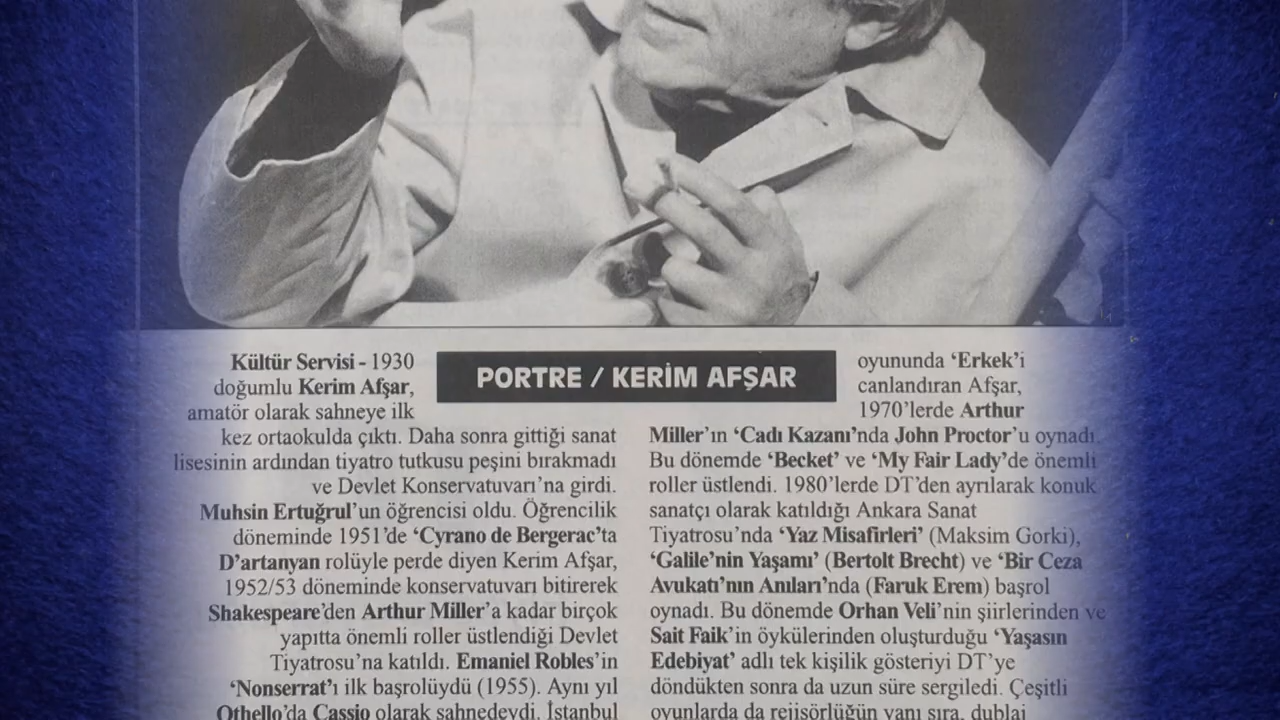 PORTRE / KERİM AFŞAR
Kültür Servisi - 1930
doğumlu Kerim Afşar,
amatör olarak sahneye ilk
kez ortaokulda çıktı. Daha sonra gittiği sanat
lisesinin ardından tiyatro tutkusu peşini bırakmadı
ve Devlet Konservatuvarı'na girdi.
Muhsin Ertuğrul'un öğrencisi oldu. Öğrencilik
döneminde 1951'de ‘Cyrano de Bergerac’ta
D'artanyan rolüyle perde diyen Kerim Afşar,
1952/53 döneminde konservatuvarı bitirerek
Shakespeare'den Arthur Miller'a kadar birçok
yapıtta önemli roller üstlendiği Devlet
Tiyatrosu'na katıldı. Emaniel Robles'in
‘Nonserrat’ı ilk başrolüydü (1955). Aynı yıl
Othello'da Cassio olarak sahnedeydi. İstanbul
oyununda ‘Erkek’i
canlandıran Afşar,
1970'lerde Arthur
Miller'ın ‘Cadı Kazanı’nda John Proctor'u oynadı.
Bu dönemde ‘Becket’ ve ‘My Fair Lady’de önemli
roller üstlendi. 1980'lerde DT'den ayrılarak konuk
sanatçı olarak katıldığı Ankara Sanat
Tiyatrosu'nda ‘Yaz Misafirleri’ (Maksim Gorki),
‘Galile'nin Yaşamı’ (Bertolt Brecht) ve ‘Bir Ceza
Avukatı'nın Anıları’nda (Faruk Erem) başrol
oynadı. Bu dönemde Orhan Veli'nin şiirlerinden ve
Sait Faik'in öykülerinden oluşturduğu ‘Yaşasın
Edebiyat’ adlı tek kişilik gösteriyi DT'ye
döndükten sonra da uzun süre sergiledi. Çeşitli
oyunlarda da rejisörlüğün yanı sıra, dublaj